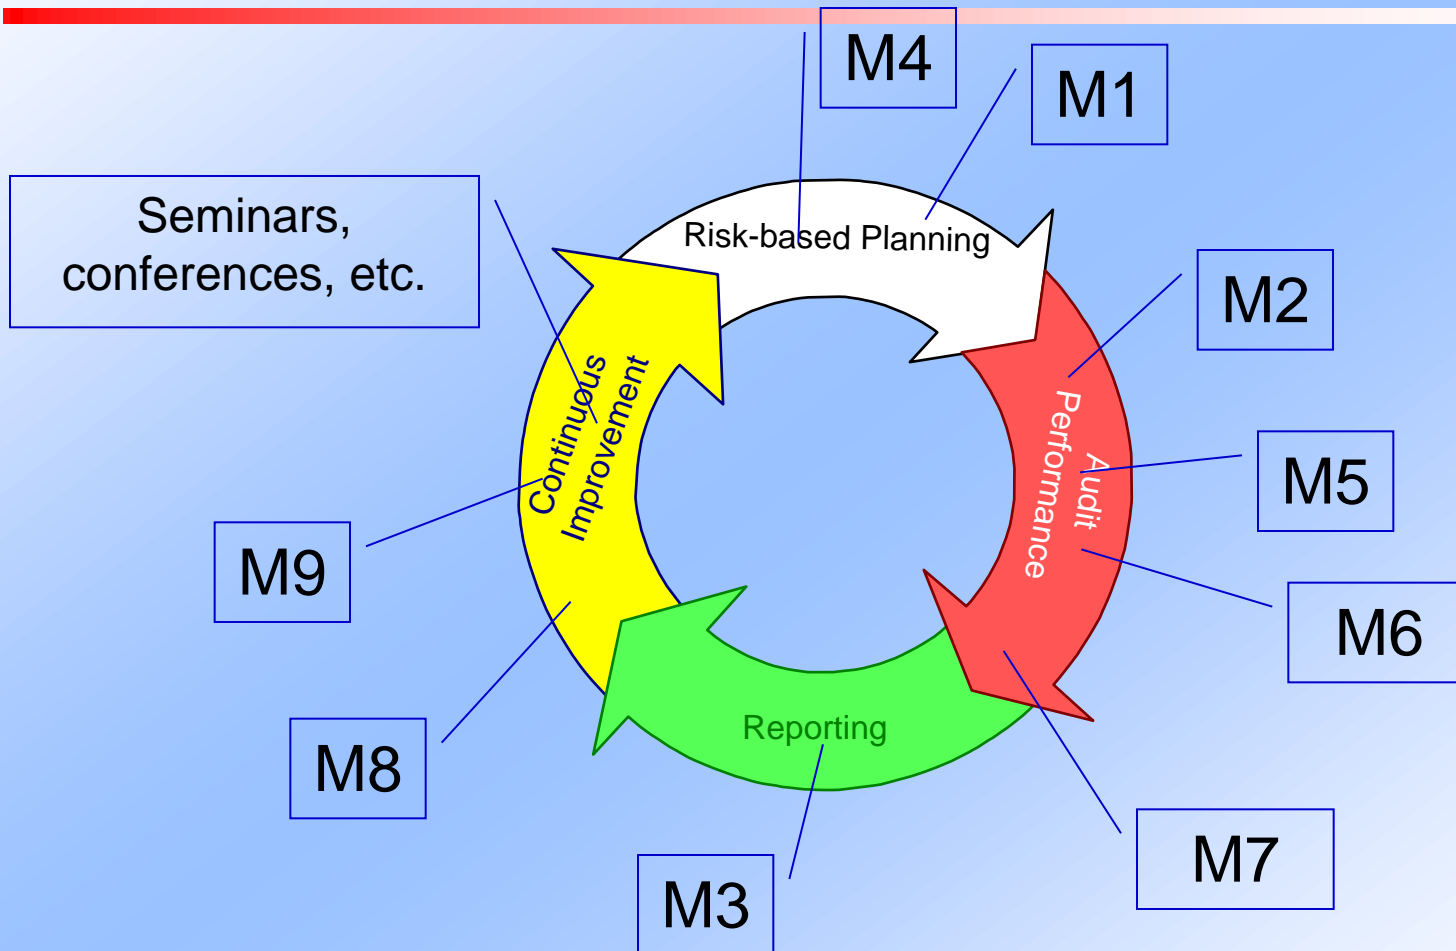 M4
M1
Seminars,
conferences, etc.
Risk-based Planning
M2
Continuous
Improvement
Audit
Performance
M5
M9
M6
M8
Reporting
M7
M3